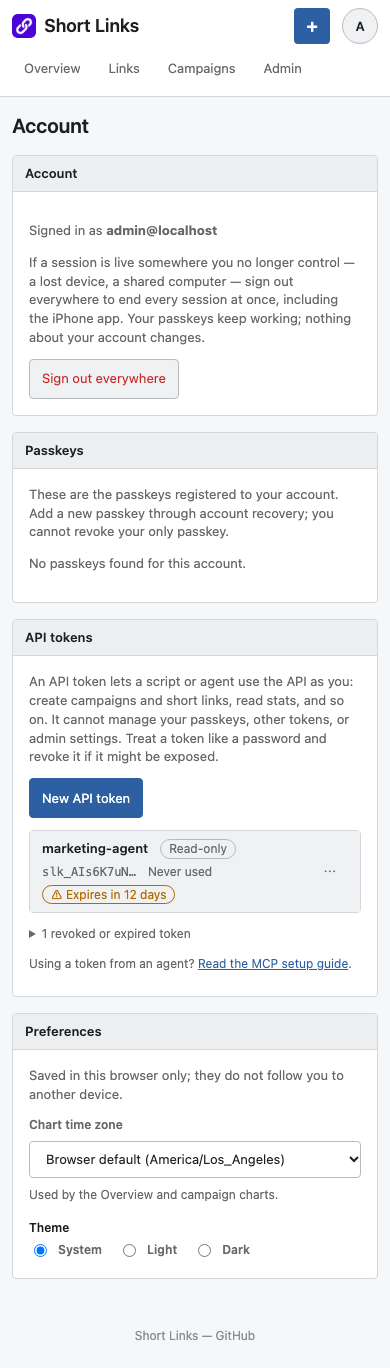 Short Links
+
A
Overview Links Campaigns Admin
Account
Account
Signed in as admin@localhost
If a session is live somewhere you no longer control —
a lost device, a shared computer — sign out
everywhere to end every session at once, including
the iPhone app. Your passkeys keep working; nothing
about your account changes.
Sign out everywhere
Passkeys
These are the passkeys registered to your account.
Add a new passkey through account recovery; you
cannot revoke your only passkey.
No passkeys found for this account.
API tokens
An API token lets a script or agent use the API as you:
create campaigns and short links, read stats, and so
on. It cannot manage your passkeys, other tokens, or
admin settings. Treat a token like a password and
revoke it if it might be exposed.
New API token
marketing-agent Read-only
slk_AIs6K7uN… Never used ···
Expires in 12 days
1 revoked or expired token
Using a token from an agent? Read the MCP setup guide.
Preferences
Saved in this browser only; they do not follow you to
another device.
Chart time zone
Browser default (America/Los_Angeles)
Used by the Overview and campaign charts.
Theme
System Light Dark
Short Links — GitHub